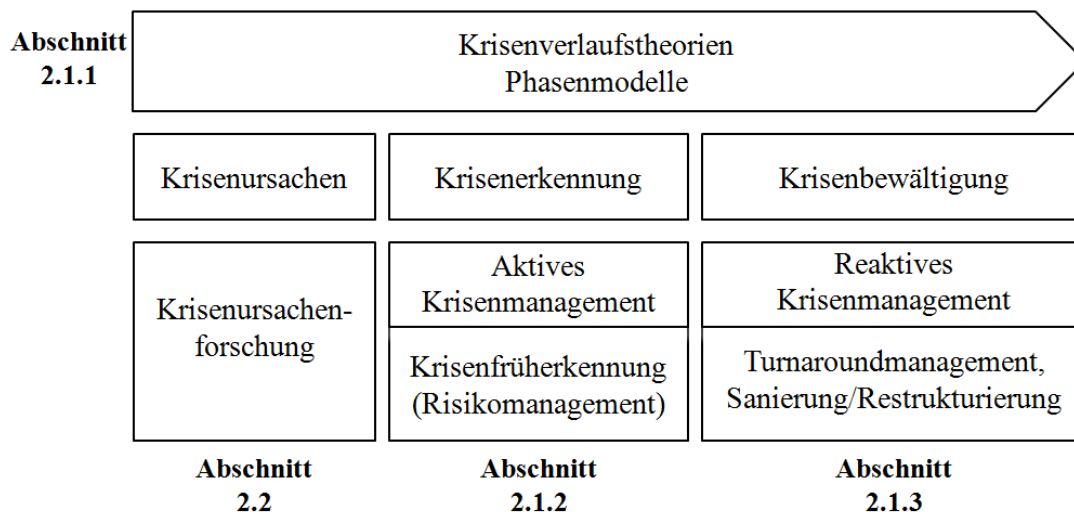 Abschnitt
2.1.1
Krisenverlaufstheorien
Phasenmodelle
Krisenursachen
Krisenerkennung
Krisenbewältigung
Krisenursachen-
forschung
Aktives
Krisenmanagement
Krisenfrüherkennung
(Risikomanagement)
Reaktives
Krisenmanagement
Turnaroundmanagement,
Sanierung/Restrukturierung
Abschnitt
2.2
Abschnitt
2.1.2
Abschnitt
2.1.3